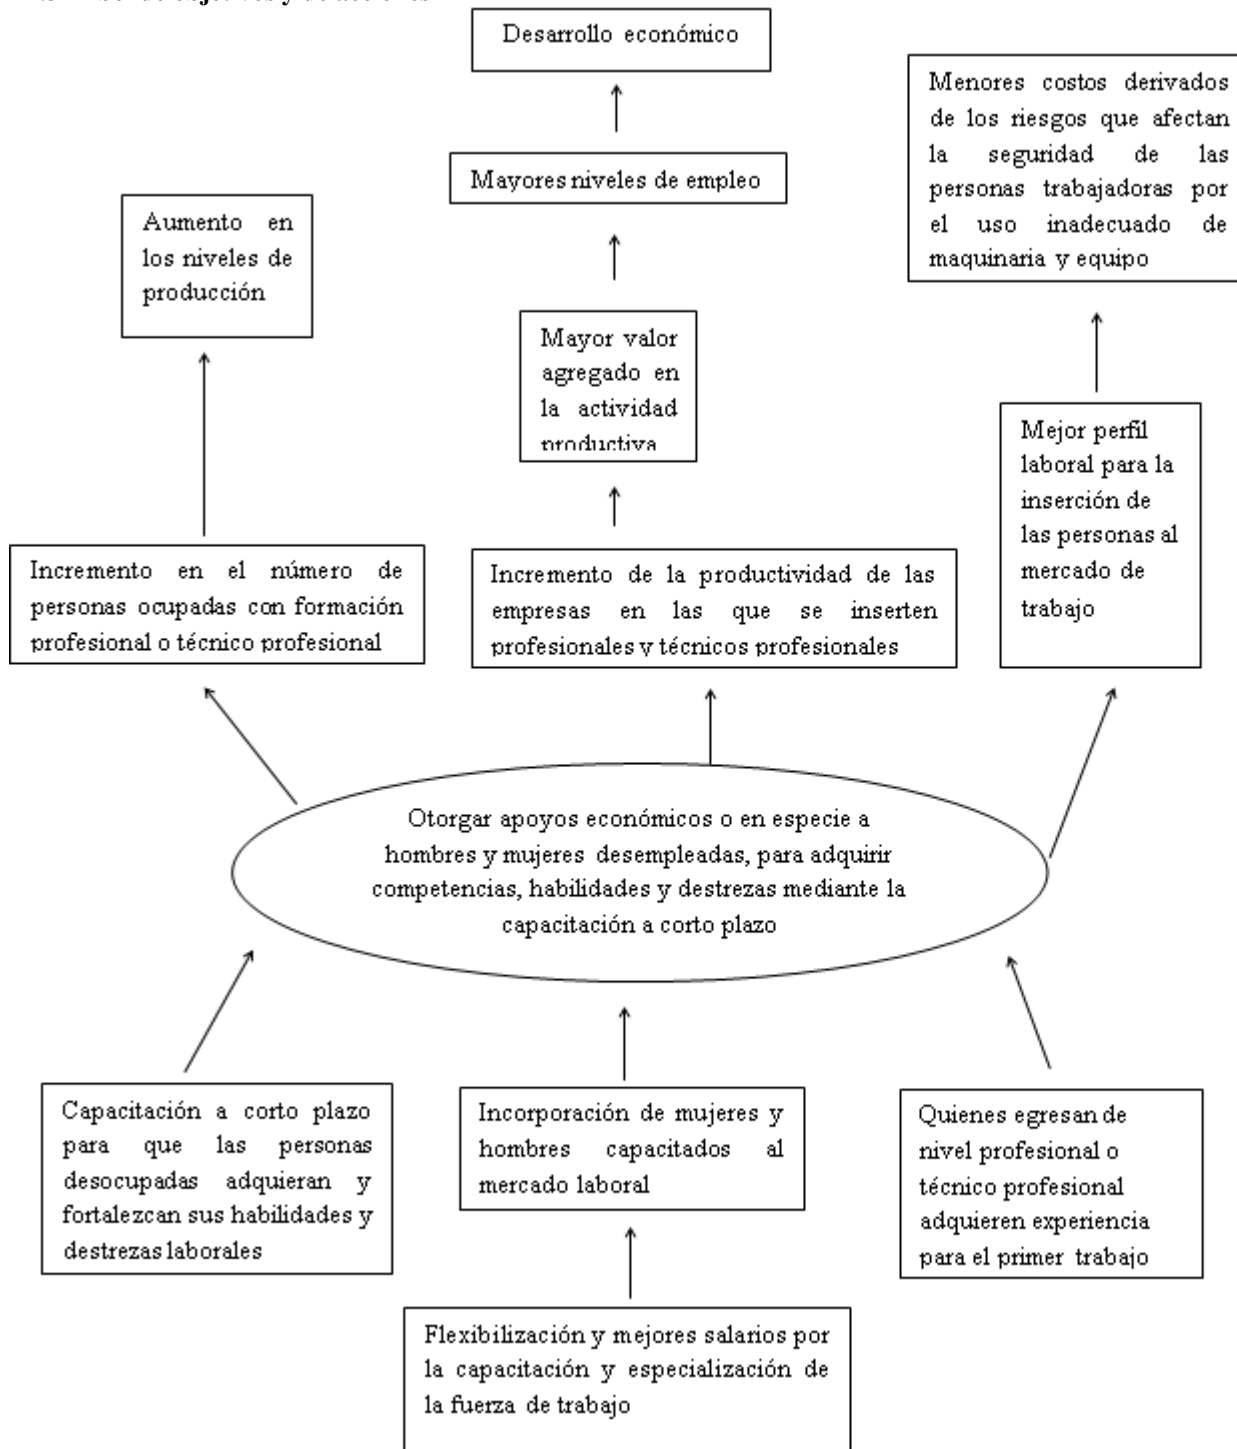 Desarrollo económico
Menores costos derivados
de los riesgos que afectan
la seguridad de las
personas trabajadoras por
el uso inadecuado de
maquinaria y equipo
Mayores niveles de empleo
Aumento en
los niveles de
producción
Mayor valor
agregado en
la actividad
productiva
Mejor perfil
laboral para la
inserción de
las personas al
mercado de
trabajo
Incremento en el número de
personas ocupadas con formación
profesional o técnico profesional
Incremento de la productividad de las
empresas en las que se inserten
profesionales y técnicos profesionales
Otorgar apoyos económicos o en especie a
hombres y mujeres desempleadas, para adquirir
competencias, habilidades y destrezas mediante la
capacitación a corto plazo
Capacitación a corto plazo
para que las personas
desocupadas adquieran y
fortalezcan sus habilidades y
destrezas laborales
Incorporación de mujeres y
hombres capacitados al
mercado laboral
Quienes egresan de
nivel profesional o
técnico profesional
adquieren experiencia
para el primer trabajo
Flexibilización y mejores salarios por
la capacitación y especialización de
la fuerza de trabajo